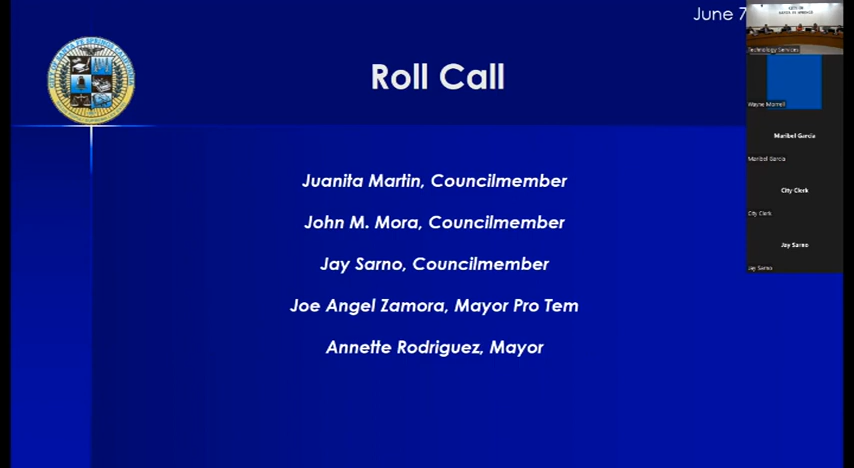 June 7
Roll Call
Juanita Martin, Councilmember
John M. Mora, Councilmember
Jay Sarno, Councilmember
Joe Angel Zamora, Mayor Pro Tem
Annette Rodriguez, Mayor
Technology Services
Wayne Morrell
Maribel Garcia
Maribel Garcia
City Clerk
City Clerk
Jay Sarno
Jay Sarno